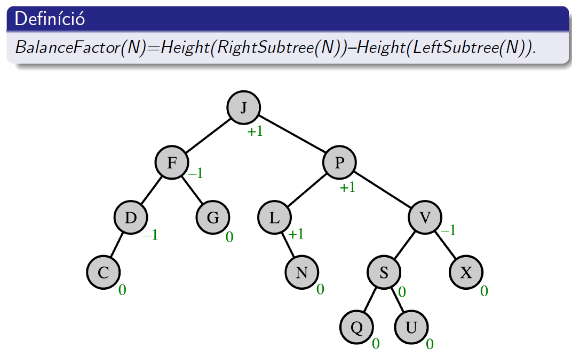 Definíció
BalanceFactor(N)=Height(RightSubtree(N))–Height(LeftSubtree(N)).
J
+1
F
–1
P
+1
D
–1
G
0
L
+1
V
–1
C
0
N
0
S
0
X
0
Q
0
U
0